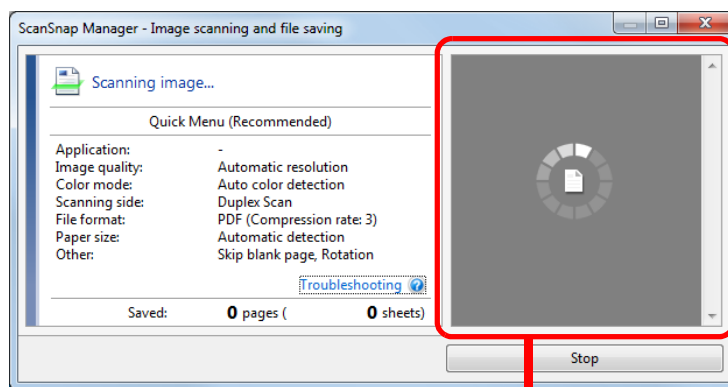 ScanSnap Manager - Image scanning and file saving
Scanning image...
Quick Menu (Recommended)
Application: -
Image quality: Automatic resolution
Color mode: Auto color detection
Scanning side: Duplex Scan
File format: PDF (Compression rate: 3)
Paper size: Automatic detection
Other: Skip blank page, Rotation
Troubleshooting ?
Saved: 0 pages ( 0 sheets)
Stop